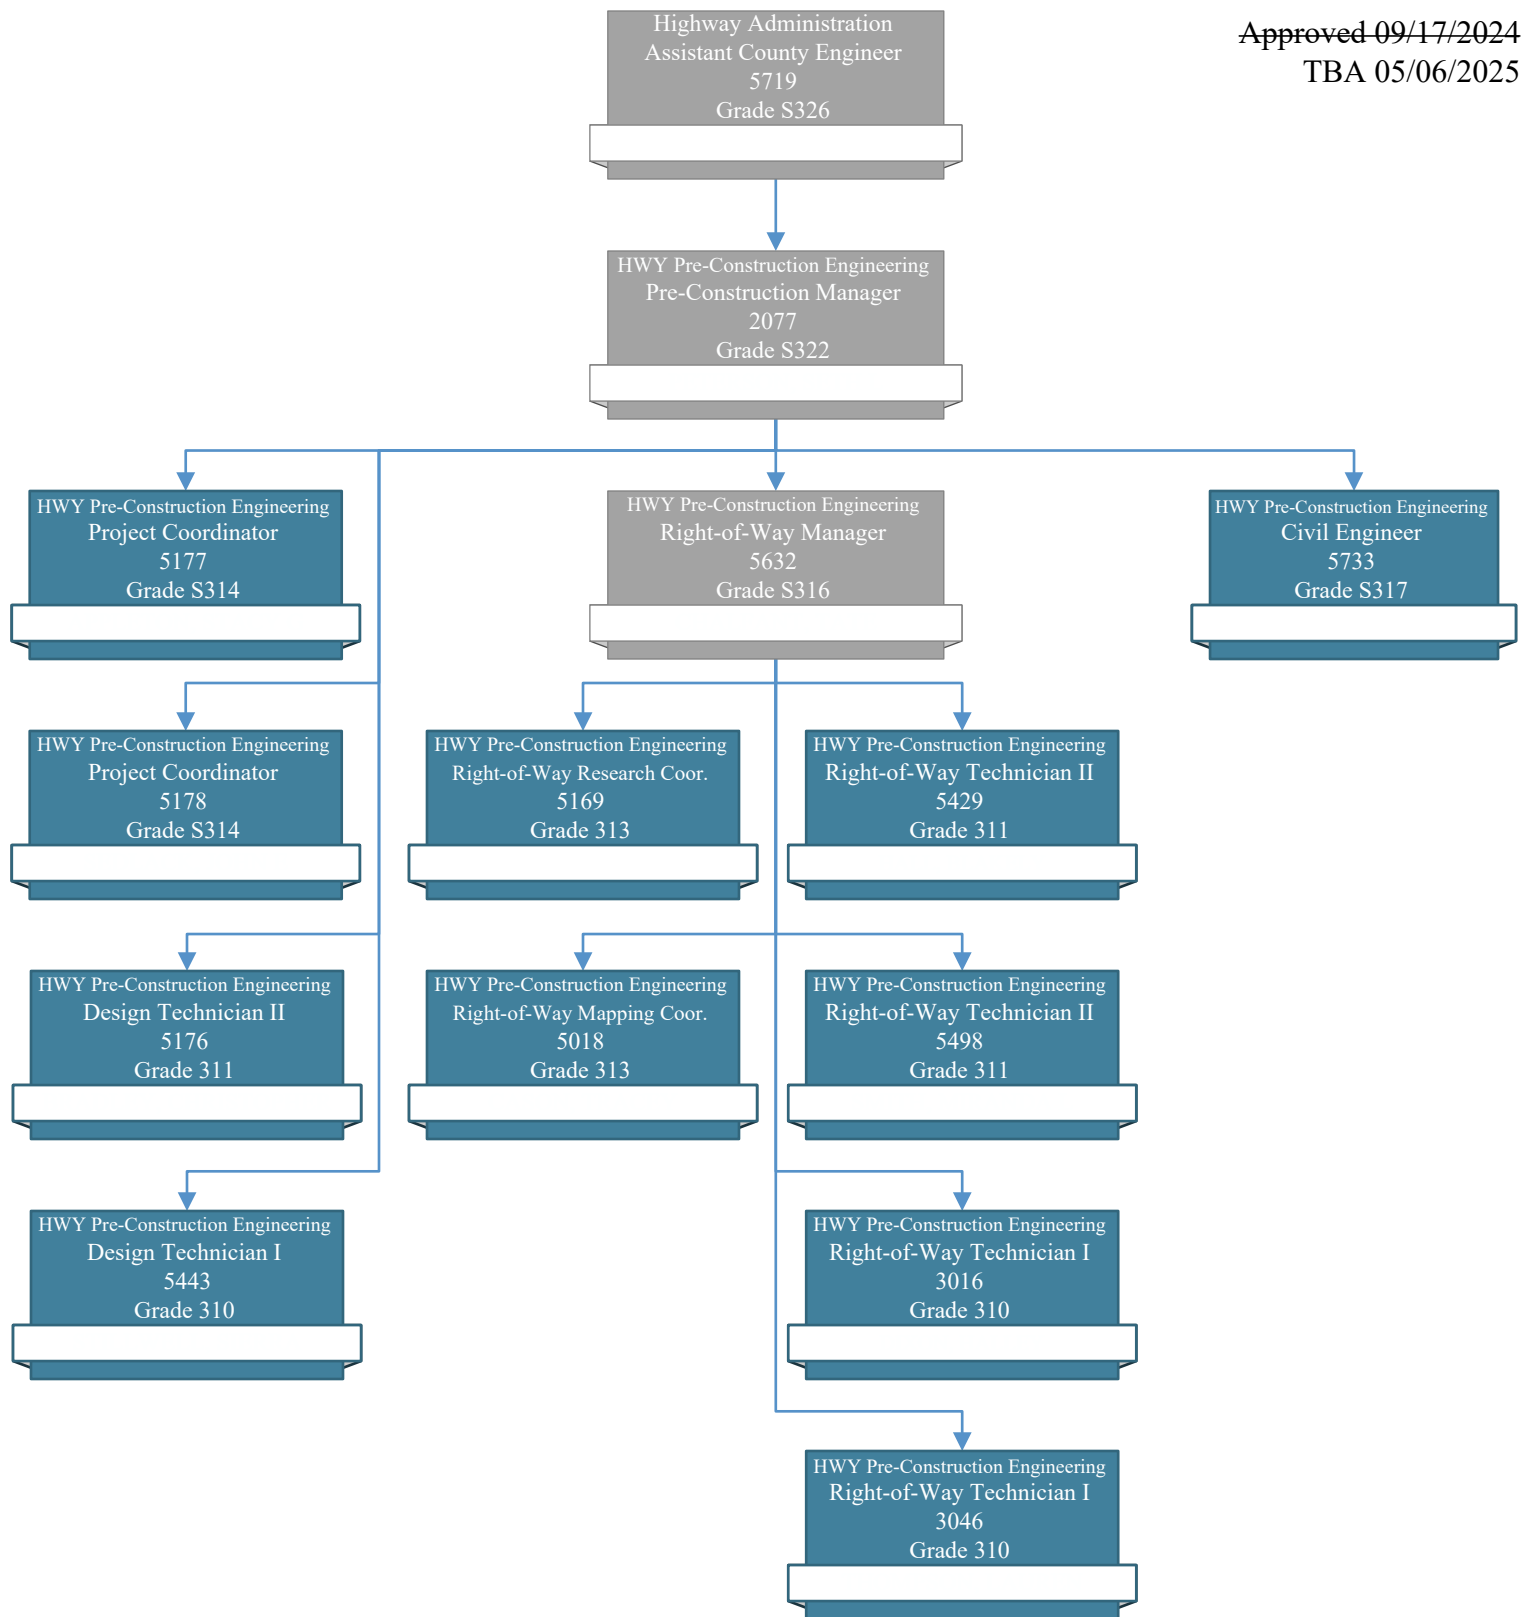 Highway Administration
Assistant County Engineer
5719
Grade S326
Approved 09/17/2024
TBA 05/06/2025
HWY Pre-Construction Engineering
Pre-Construction Manager
2077
Grade S322
HWY Pre-Construction Engineering
Project Coordinator
5177
Grade S314
HWY Pre-Construction Engineering
Right-of-Way Manager
5632
Grade S316
HWY Pre-Construction Engineering
Civil Engineer
5733
Grade S317
HWY Pre-Construction Engineering
Project Coordinator
5178
Grade S314
HWY Pre-Construction Engineering
Right-of-Way Research Coor.
5169
Grade 313
HWY Pre-Construction Engineering
Right-of-Way Technician II
5429
Grade 311
HWY Pre-Construction Engineering
Design Technician II
5176
Grade 311
HWY Pre-Construction Engineering
Right-of-Way Mapping Coor.
5018
Grade 313
HWY Pre-Construction Engineering
Right-of-Way Technician II
5498
Grade 311
HWY Pre-Construction Engineering
Design Technician I
5443
Grade 310
HWY Pre-Construction Engineering
Right-of-Way Technician I
3016
Grade 310
HWY Pre-Construction Engineering
Right-of-Way Technician I
3046
Grade 310